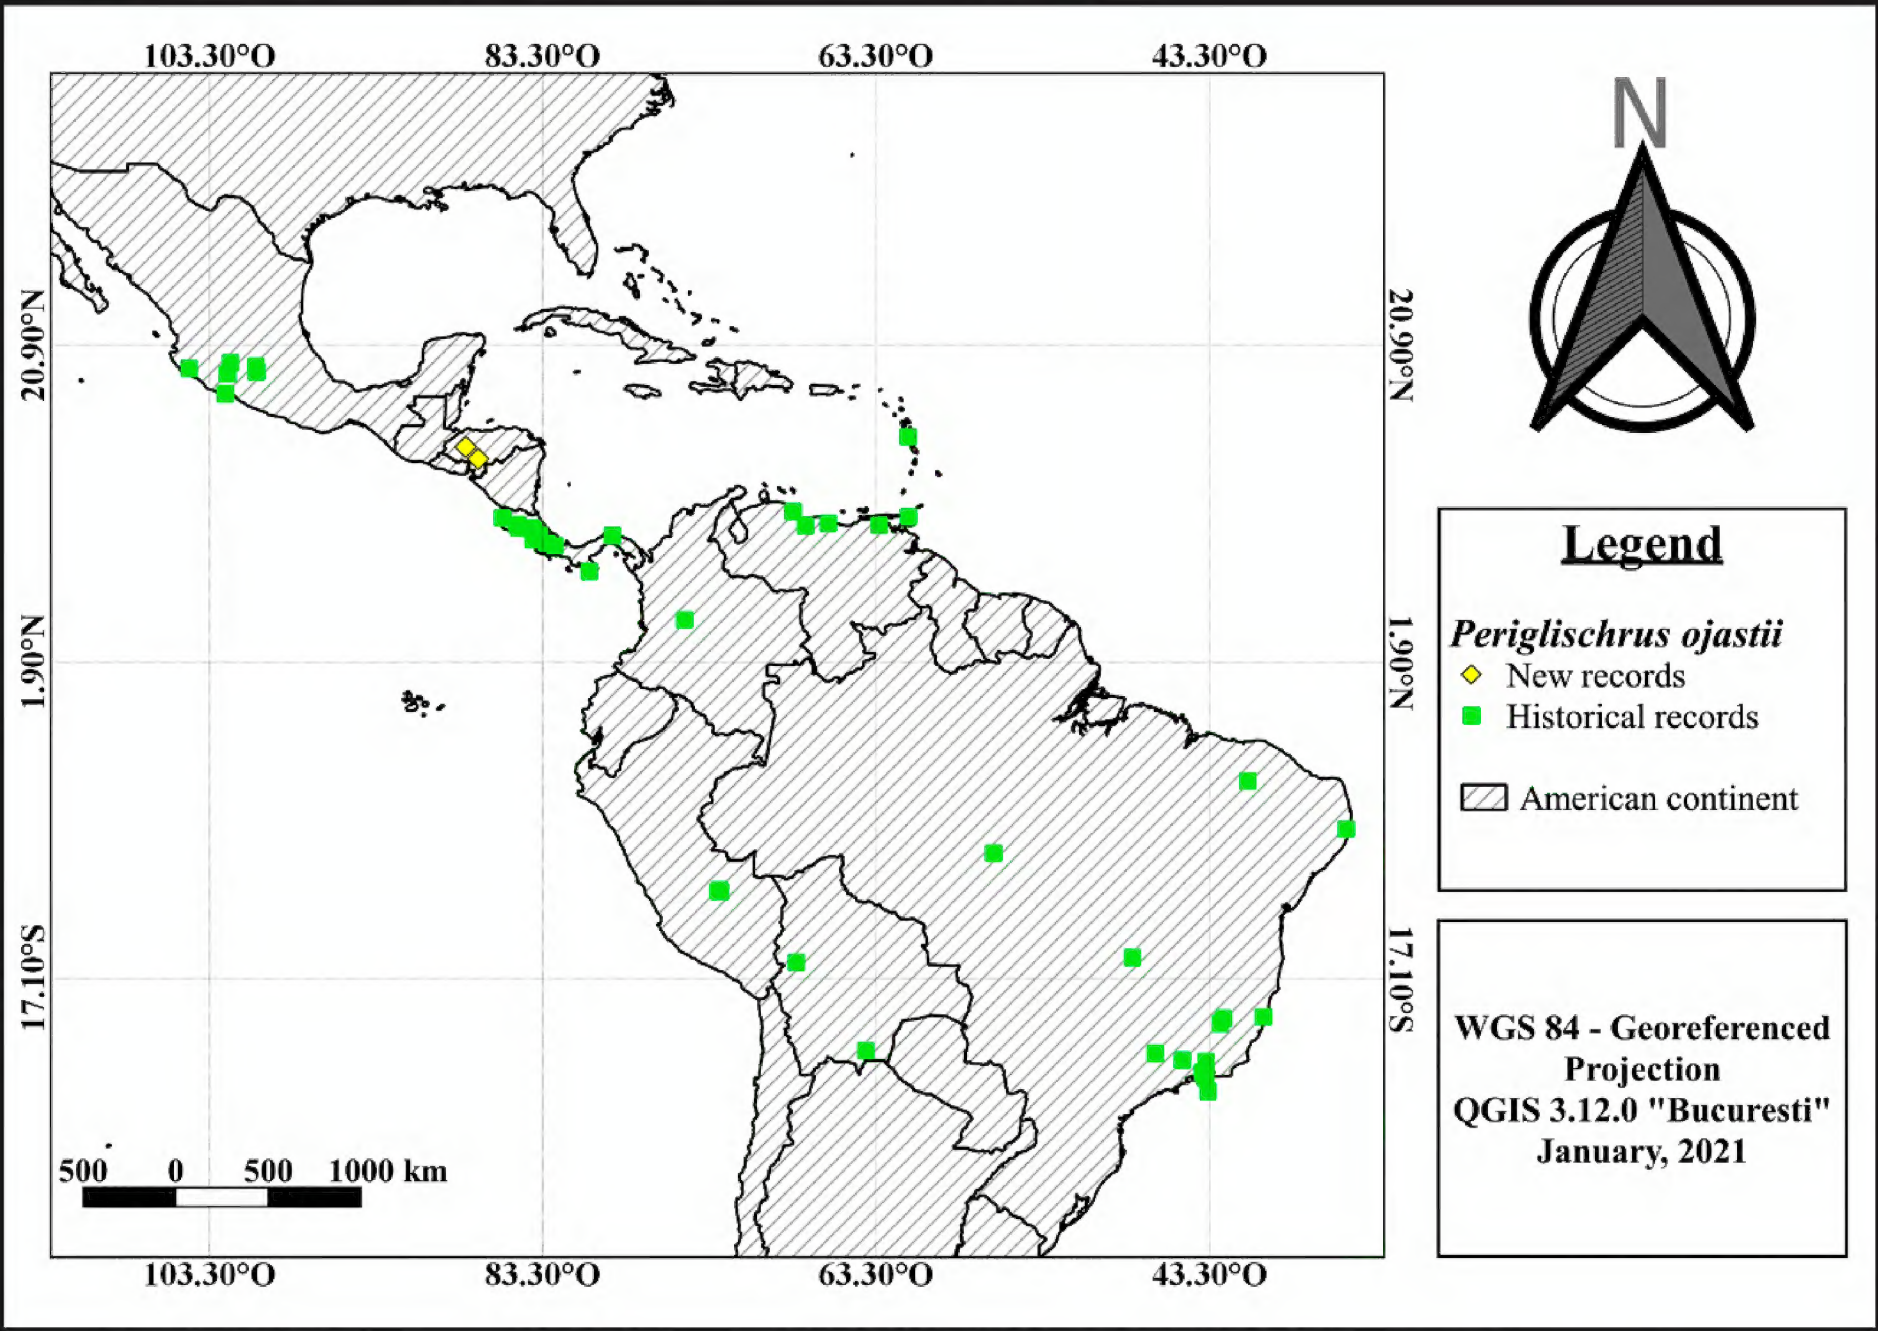 103.30°O 83.30°O 63.30°O 43.30°O
N
20.90°N
20.90°N
1.90°N
1.90°N
17.10°S
17.10°S
Legend
Periglischrus ojastii
New records
Historical records
American continent
WGS 84 - Georeferenced
Projection
QGIS 3.12.0 "Bucuresti"
January, 2021
500 0 500 1000 km
103.30°O 83.30°O 63.30°O 43.30°O